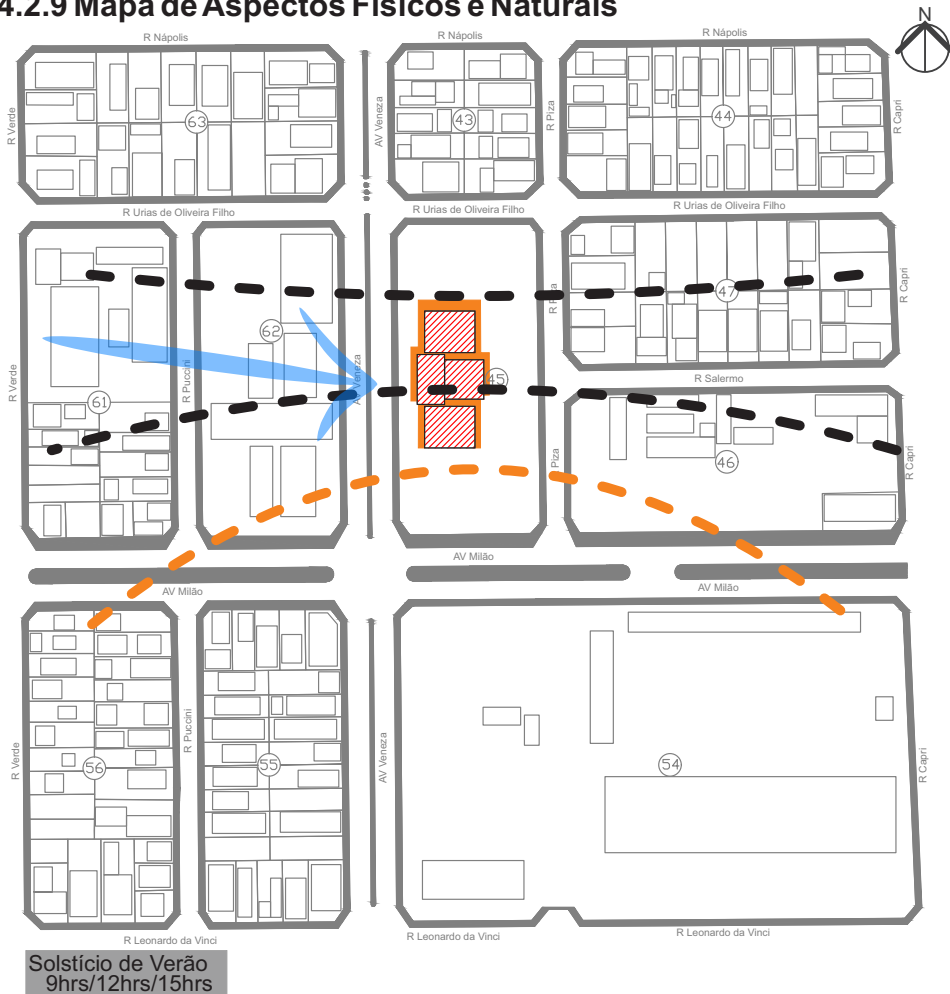 4.2.9 Mapa de Aspectos Físicos e Naturais
N
R Nápolis
R Nápolis
R Nápolis
R Verde
63
AV Veneza
43
R Piza
44
R Capri
R Urias de Oliveira Filho
R Urias de Oliveira Filho
R Urias de Oliveira Filho
R Verde
61
R Puccini
62
AV Veneza
45
R Piza
47
R Capri
R Salermo
Piza
46
R Capri
AV Milão
AV Milão
AV Milão
R Verde
56
R Puccini
55
AV Veneza
54
R Capri
R Leonardo da Vinci
R Leonardo da Vinci
R Leonardo da Vinci
Solstício de Verão
9hrs/12hrs/15hrs